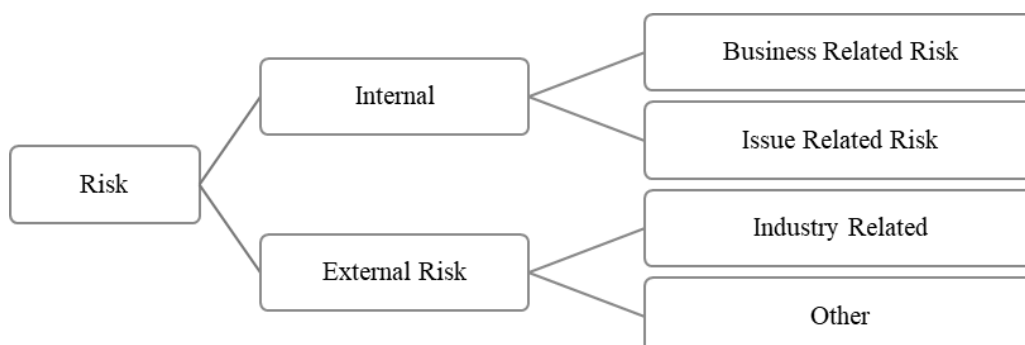 Risk
Internal
Business Related Risk
Issue Related Risk
External Risk
Industry Related
Other